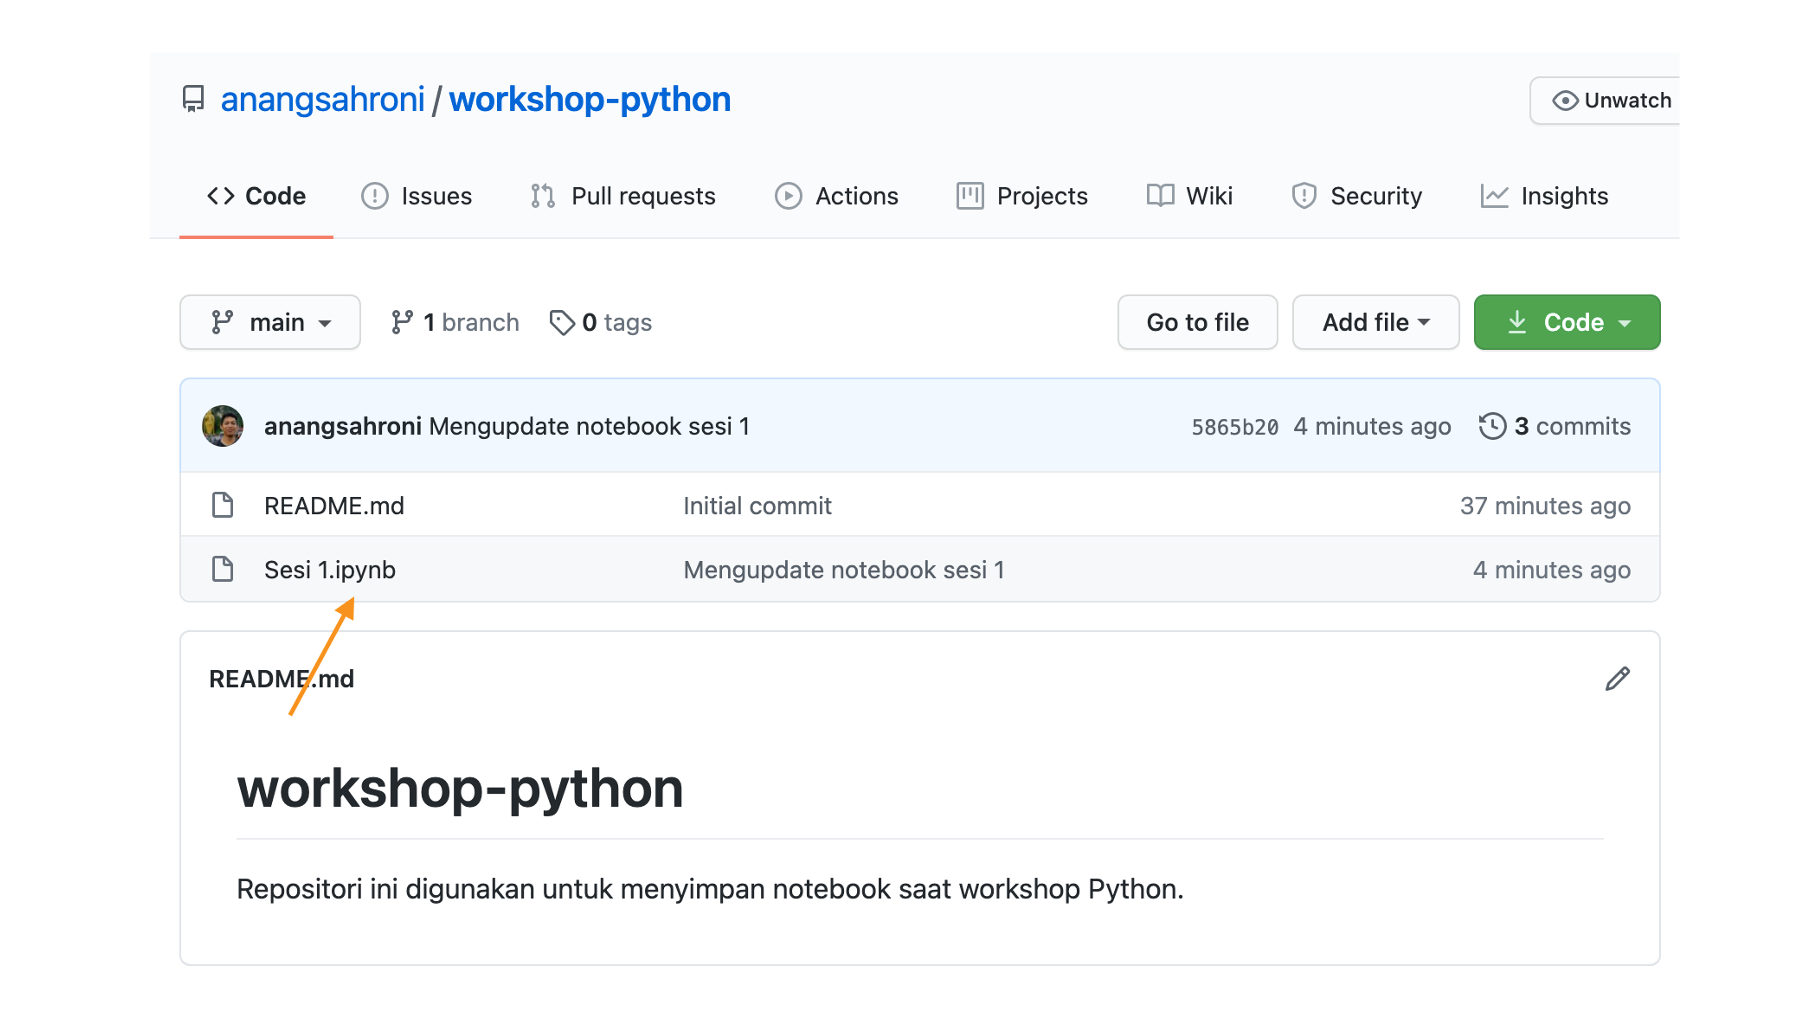 anangsahroni / workshop-python
Unwatch
Code Issues Pull requests Actions Projects Wiki Security Insights
main 1 branch 0 tags Go to file Add file Code
anangsahroni Mengupdate notebook sesi 1 5865b20 4 minutes ago 3 commits
README.md Initial commit 37 minutes ago
Sesi 1.ipynb Mengupdate notebook sesi 1 4 minutes ago
README.md
workshop-python
Repositori ini digunakan untuk menyimpan notebook saat workshop Python.